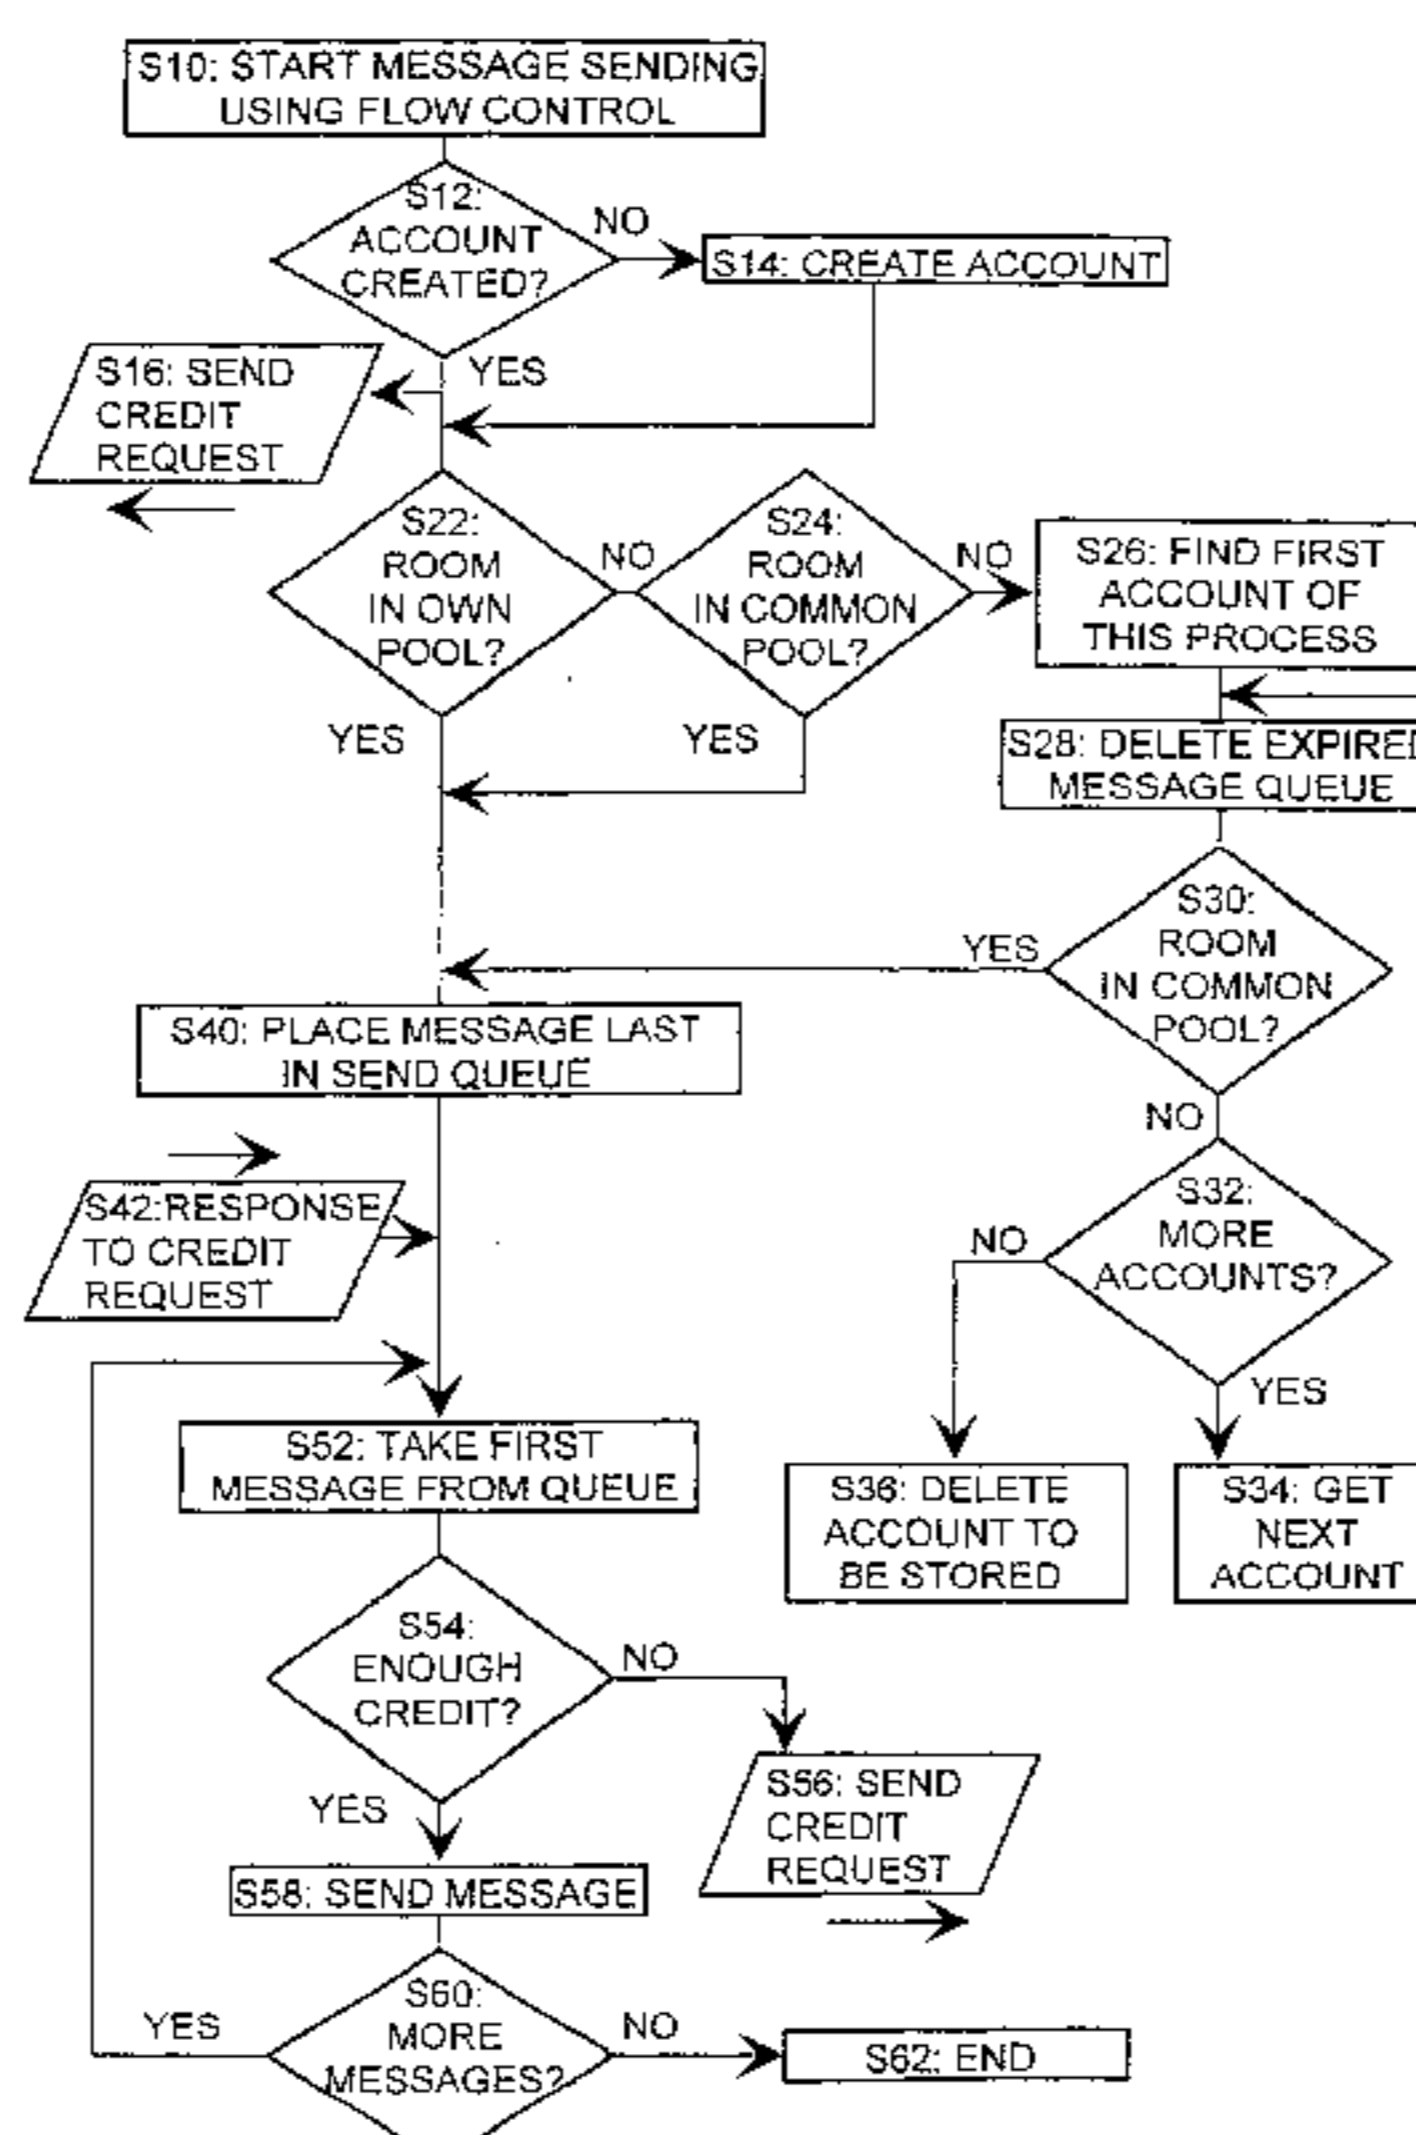 S10: START MESSAGE SENDING
USING FLOW CONTROL
S12:
ACCOUNT
CREATED?
NO
S14: CREATE ACCOUNT
YES
S16: SEND
CREDIT
REQUEST
S22:
ROOM
IN OWN
POOL?
NO
S24:
ROOM
IN COMMON
POOL?
NO
S26: FIND FIRST
ACCOUNT OF
THIS PROCESS
YES
YES
S28: DELETE EXPIRED
MESSAGE QUEUE
S30:
ROOM
IN COMMON
POOL?
YES
S40: PLACE MESSAGE LAST
IN SEND QUEUE
NO
S42:RESPONSE
TO CREDIT
REQUEST
S32:
MORE
ACCOUNTS?
NO
YES
S52: TAKE FIRST
MESSAGE FROM QUEUE
S36: DELETE
ACCOUNT TO
BE STORED
S34: GET
NEXT
ACCOUNT
S54:
ENOUGH
CREDIT?
NO
S56: SEND
CREDIT
REQUEST
YES
S58: SEND MESSAGE
S60:
MORE
MESSAGES?
YES
NO
S62: END